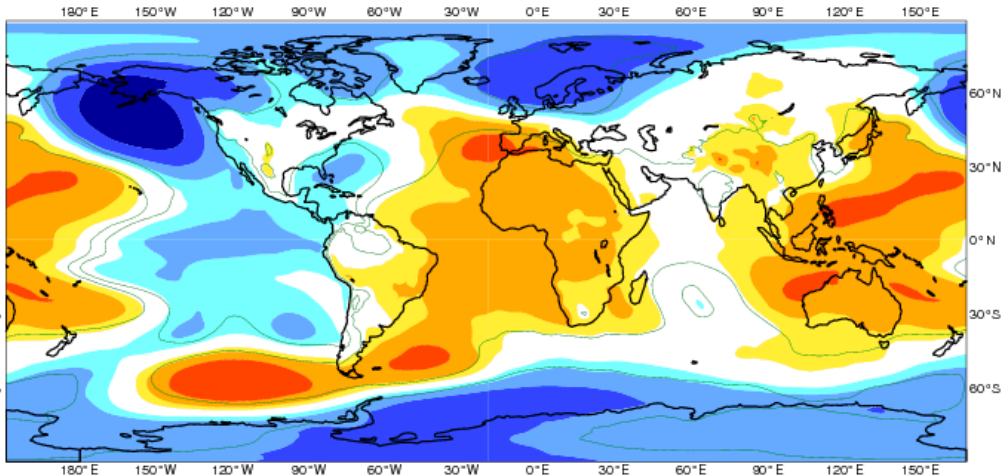 180° E 150° W 120° W 90° W 60° W 30° W 0° E 30° E 60° E 90° E 120° E 150° E
60° N
30° N
0° N
30° S
60° S
180° E 150° W 120° W 90° W 60° W 30° W 0° E 30° E 60° E 90° E 120° E 150° E